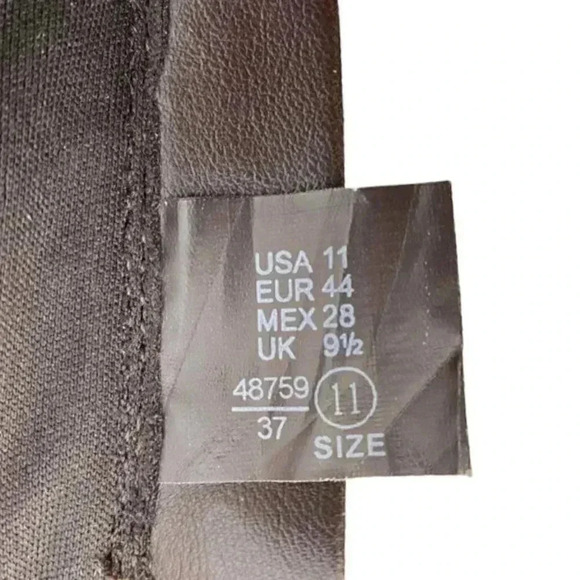 USA 11
EUR 44
MEX 28
UK 9½
48759
37
11
SIZE